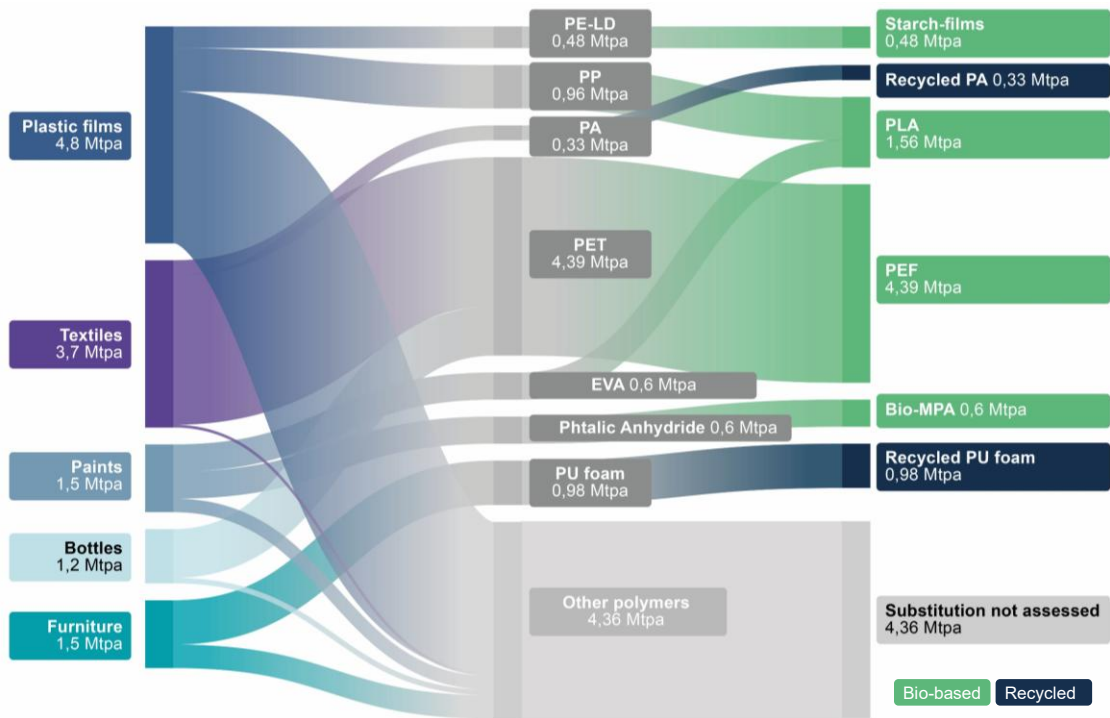 Plastic films
4,8 Mtpa
Textiles
3,7 Mtpa
Paints
1,5 Mtpa
Bottles
1,2 Mtpa
Furniture
1,5 Mtpa
PE-LD
0,48 Mtpa
PP
0,96 Mtpa
PA
0,33 Mtpa
PET
4,39 Mtpa
EVA 0,6 Mtpa
Phtalic Anhydride 0,6 Mtpa
PU foam
0,98 Mtpa
Other polymers
4,36 Mtpa
Starch-films
0,48 Mtpa
Recycled PA 0,33 Mtpa
PLA
1,56 Mtpa
PEF
4,39 Mtpa
Bio-MPA 0,6 Mtpa
Recycled PU foam
0,98 Mtpa
Substitution not assessed
4,36 Mtpa
Bio-based
Recycled